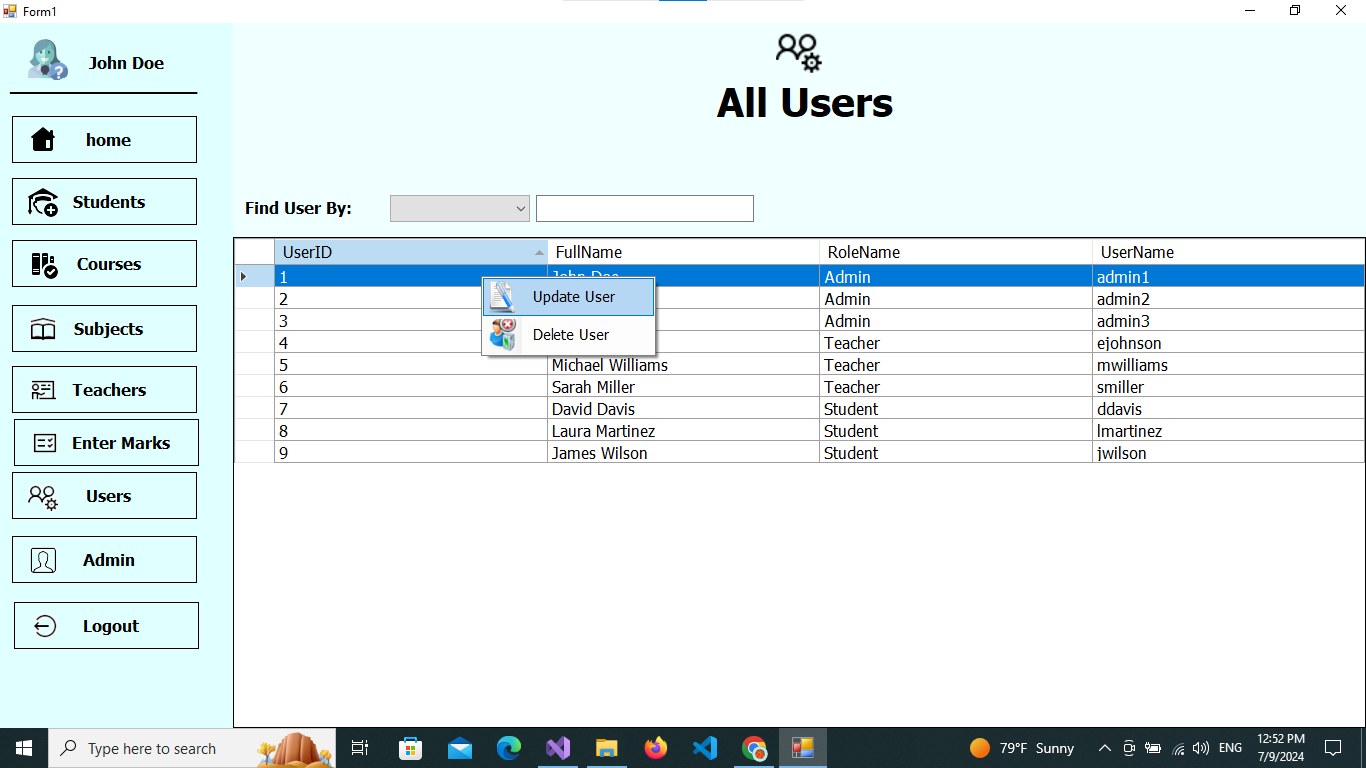 Form1
John Doe
home
Students
Courses
Subjects
Teachers
Enter Marks
Users
Admin
Logout
All Users
Find User By:
UserID FullName RoleName UserName
1 John Doe Admin admin1
2 Admin admin2
3 Admin admin3
4 Teacher ejohnson
5 Michael Williams Teacher mwilliams
6 Sarah Miller Teacher smiller
7 David Davis Student ddavis
8 Laura Martinez Student lmartinez
9 James Wilson Student jwilson
Update User
Delete User
Type here to search
79°F Sunny
ENG
12:52 PM
7/9/2024